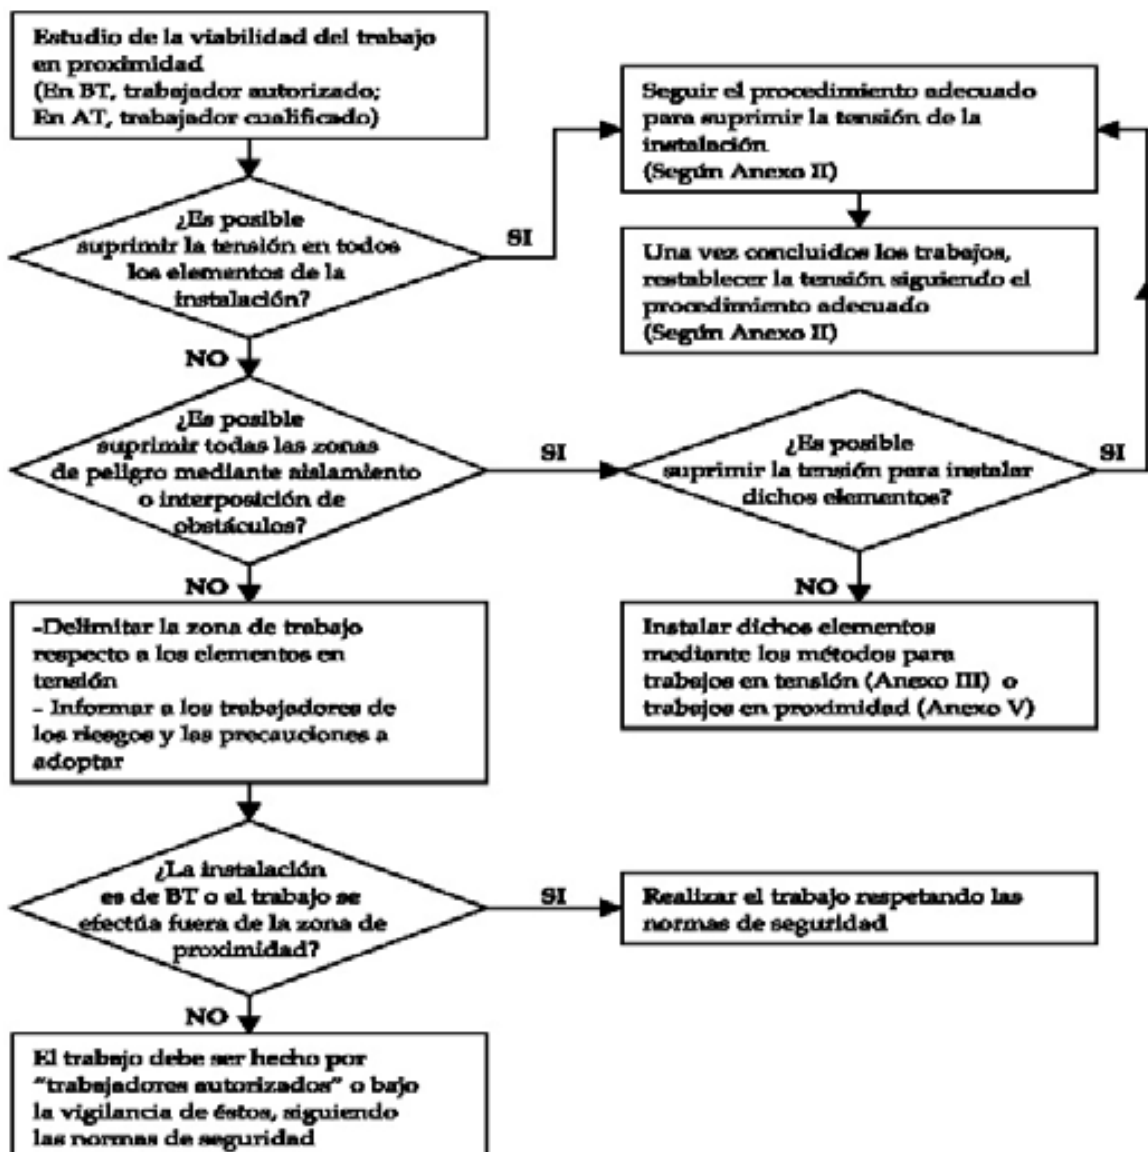 Estudio de la viabilidad del trabajo
en proximidad
(En BT, trabajador autorizado;
En AT, trabajador cualificado)
¿Es posible
suprimir la tensión en todos
los elementos de la
instalación?
SI
Seguir el procedimiento adecuado
para suprimir la tensión de la
instalación
(Según Anexo II)
Una vez concluidos los trabajos,
restablecer la tensión siguiendo el
procedimiento adecuado
(Según Anexo II)
NO
¿Es posible
suprimir todas las zonas
de peligro mediante aislamiento
o interposición de
obstáculos?
SI
¿Es posible
suprimir la tensión para instalar
dichos elementos?
SI
NO
Instalar dichos elementos
mediante los métodos para
trabajos en tensión (Anexo III) o
trabajos en proximidad (Anexo V)
NO
-Delimitar la zona de trabajo
respecto a los elementos en
tensión
- Informar a los trabajadores de
los riesgos y las precauciones a
adoptar
¿La instalación
es de BT o el trabajo se
efectúa fuera de la zona de
proximidad?
SI
Realizar el trabajo respetando las
normas de seguridad
NO
El trabajo debe ser hecho por
“trabajadores autorizados” o bajo
la vigilancia de éstos, siguiendo
las normas de seguridad